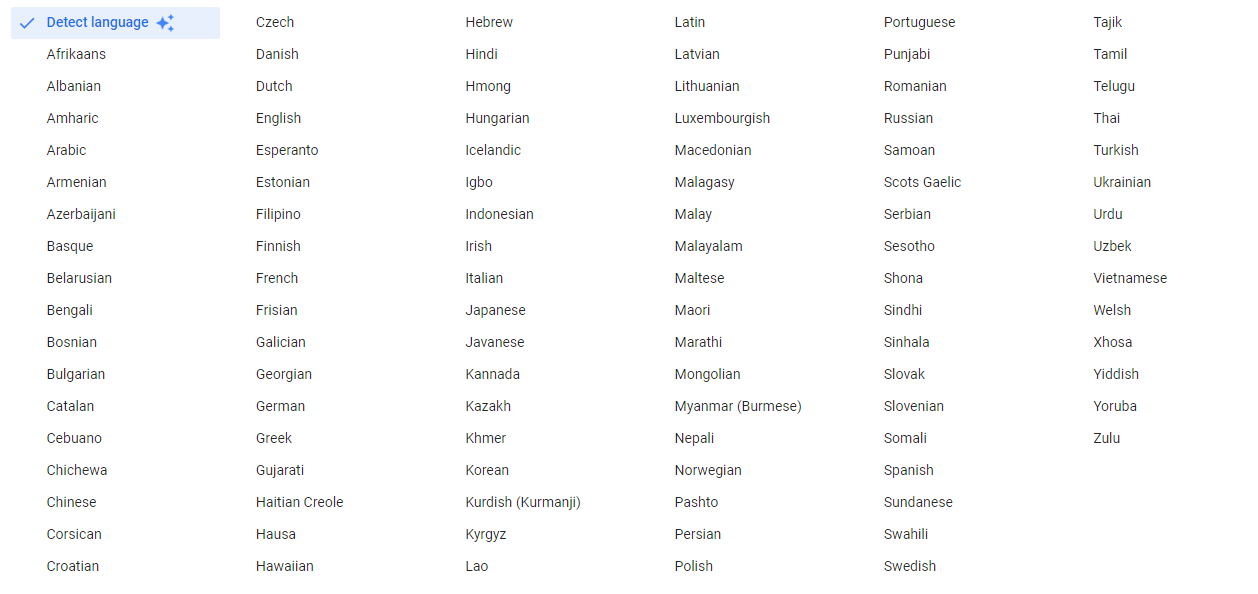 Detect language
Afrikaans
Albanian
Amharic
Arabic
Armenian
Azerbaijani
Basque
Belarusian
Bengali
Bosnian
Bulgarian
Catalan
Cebuano
Chichewa
Chinese
Corsican
Croatian
Czech
Danish
Dutch
English
Esperanto
Estonian
Filipino
Finnish
French
Frisian
Galician
Georgian
German
Greek
Gujarati
Haitian Creole
Hausa
Hawaiian
Hebrew
Hindi
Hmong
Hungarian
Icelandic
Igbo
Indonesian
Irish
Italian
Japanese
Javanese
Kannada
Kazakh
Khmer
Korean
Kurdish (Kurmanji)
Kyrgyz
Lao
Latin
Latvian
Lithuanian
Luxembourgish
Macedonian
Malagasy
Malay
Malayalam
Maltese
Maori
Marathi
Mongolian
Myanmar (Burmese)
Nepali
Norwegian
Pashto
Persian
Polish
Portuguese
Punjabi
Romanian
Russian
Samoan
Scots Gaelic
Serbian
Sesotho
Shona
Sindhi
Sinhala
Slovak
Slovenian
Somali
Spanish
Sundanese
Swahili
Swedish
Tajik
Tamil
Telugu
Thai
Turkish
Ukrainian
Urdu
Uzbek
Vietnamese
Welsh
Xhosa
Yiddish
Yoruba
Zulu